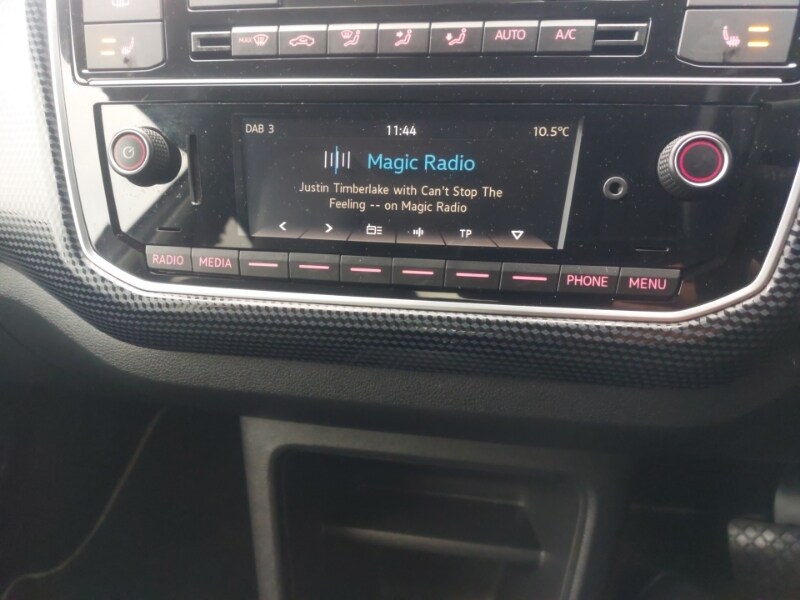 MAX
AUTO
A/C
DAB 3
11:44
10.5°C
Magic Radio
Justin Timberlake with Can't Stop The
Feeling -- on Magic Radio
TP
RADIO
MEDIA
PHONE
MENU